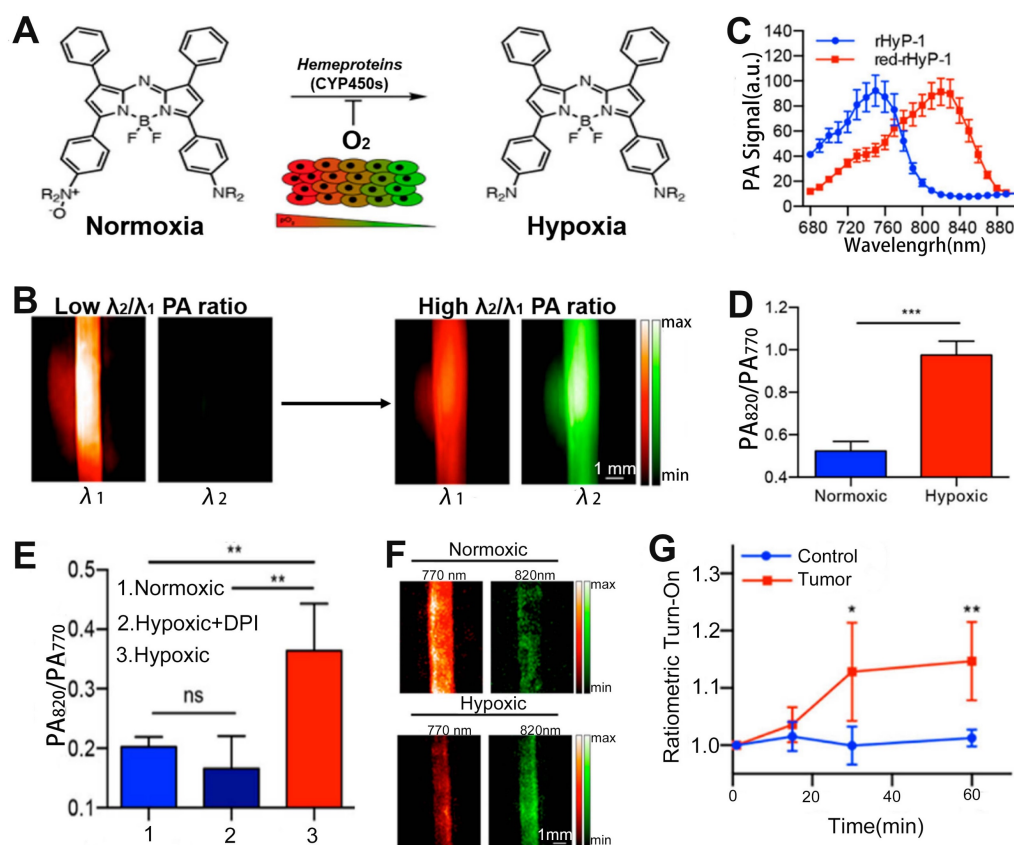 A
N
N
N
B
F
F
R₂N⁺
O⁻
NR₂
Normoxia
Hemeproteins
(CYP450s)
O₂
pO₂
N
N
N
B
F
F
R₂N
NR₂
Hypoxia
C
rHyP-1
red-rHyP-1
PA Signal(a.u.)
140
120
100
80
60
40
20
0
680
720
760
800
840
880
Wavelengrh(nm)
B
Low λ₂/λ₁ PA ratio
High λ₂/λ₁ PA ratio
max
min
1 mm
λ 1
λ 2
λ 1
λ 2
D
PA820/PA770
1.2
1.0
0.8
0.6
0.4
***
Normoxic
Hypoxic
E
PA820/PA770
0.5
0.4
0.3
0.2
0.1
**
**
ns
1.Normoxic
2.Hypoxic+DPI
3.Hypoxic
1
2
3
F
Normoxic
770 nm
820nm
max
min
Hypoxic
770 nm
820nm
max
min
1mm
G
Control
Tumor
Ratiometric Turn-On
1.3
1.2
1.10
1.0
*
**
0
20
40
60
Time(min)